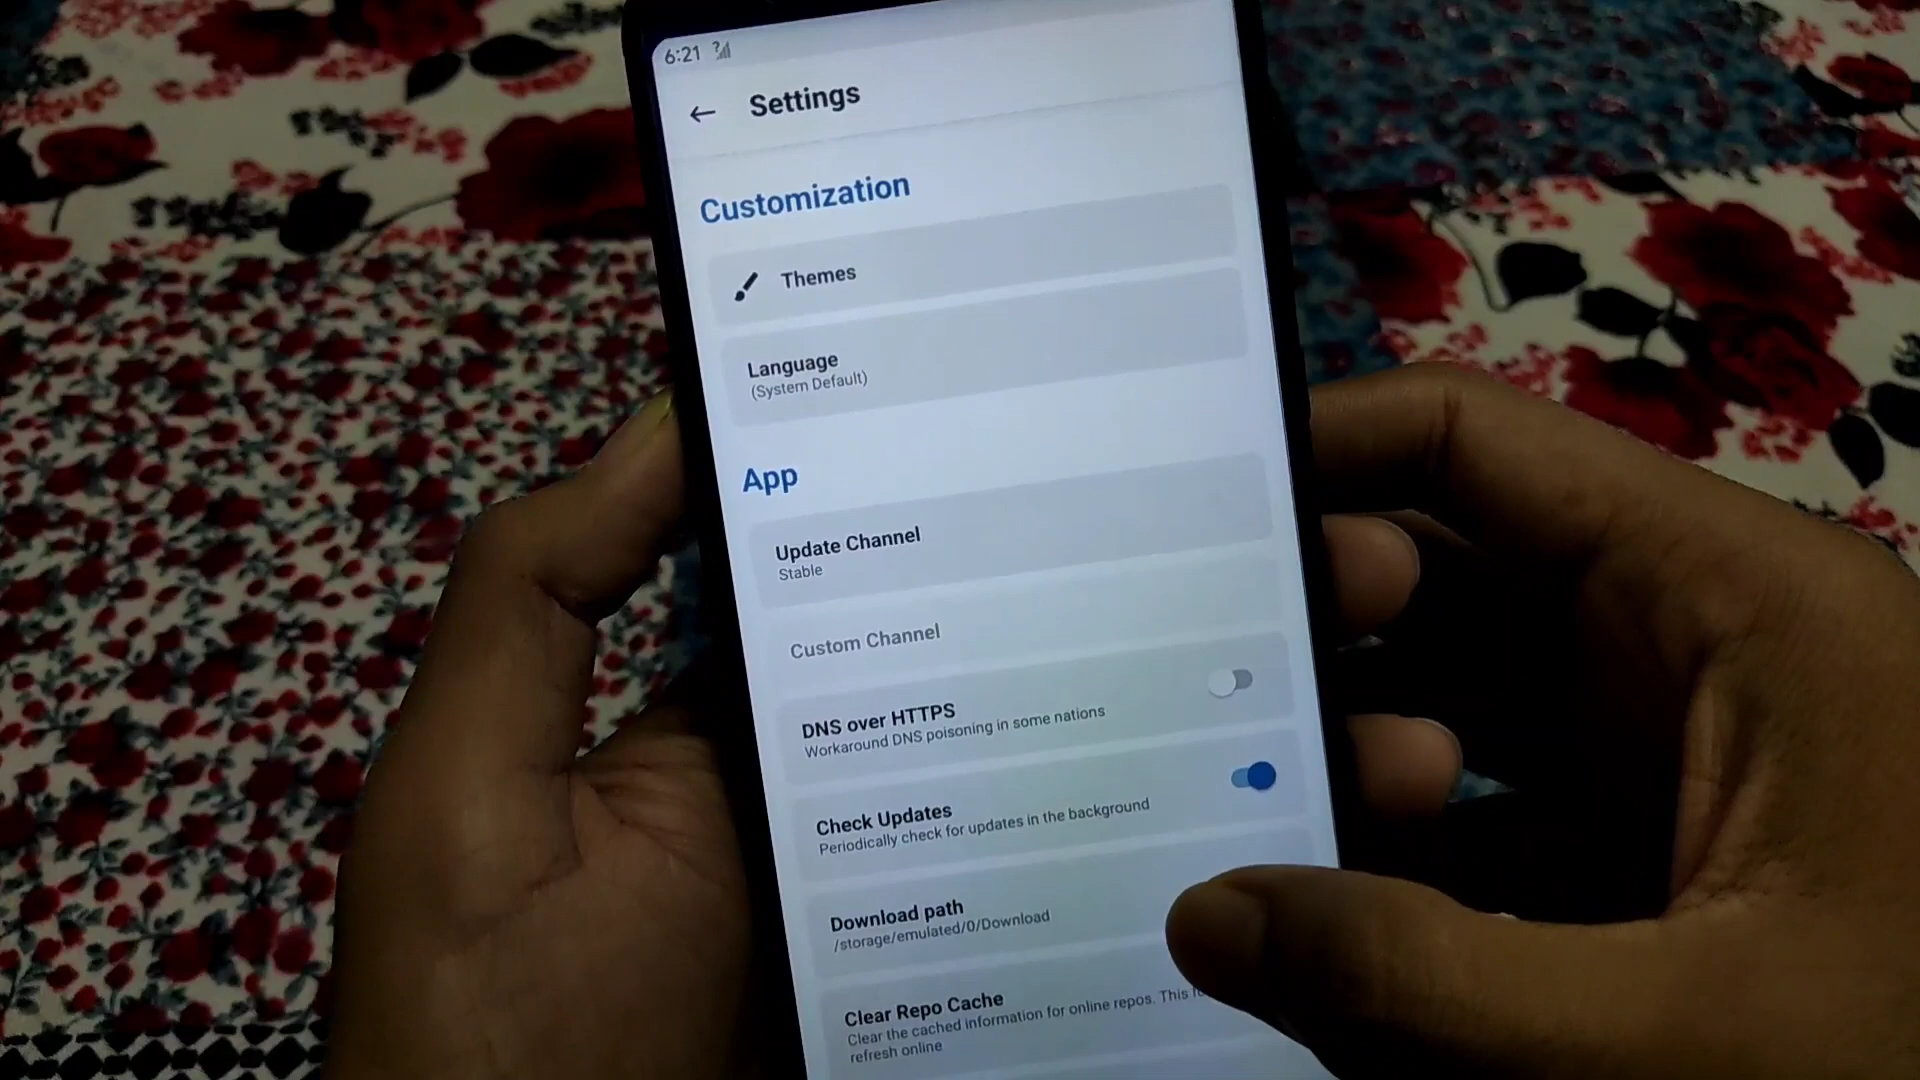 6:21
Settings
Customization
Themes
Language
(System Default)
App
Update Channel
Stable
Custom Channel
DNS over HTTPS
Workaround DNS poisoning in some nations
Check Updates
Periodically check for updates in the background
Download path
/storage/emulated/0/Download
Clear Repo Cache
Clear the cached information for online repos. This
refresh online